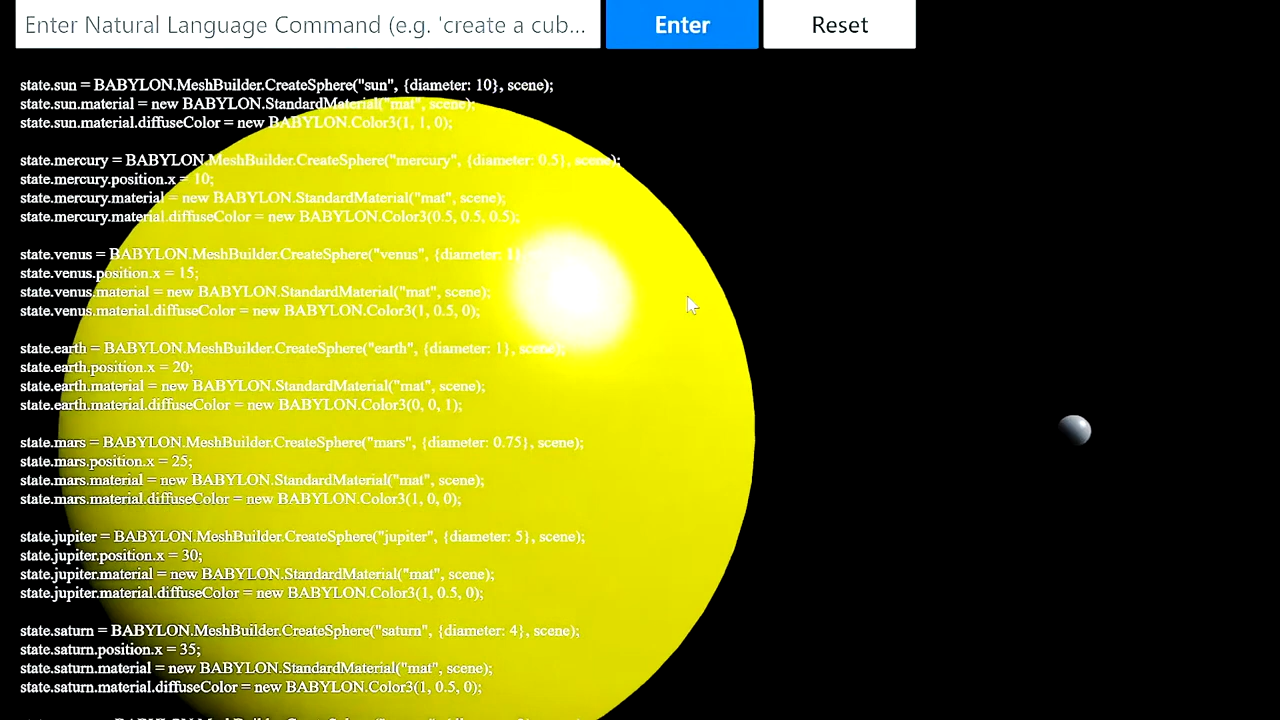 Enter Natural Language Command (e.g. 'create a cub...
Enter
Reset
state.sun = BABYLON.MeshBuilder.CreateSphere("sun", {diameter: 10}, scene);
state.sun.material = new BABYLON.StandardMaterial("mat", scene);
state.sun.material.diffuseColor = new BABYLON.Color3(1, 1, 0);
state.mercury = BABYLON.MeshBuilder.CreateSphere("mercury", {diameter: 0.5}, scene);
state.mercury.position.x = 10;
state.mercury.material = new BABYLON.StandardMaterial("mat", scene);
state.mercury.material.diffuseColor = new BABYLON.Color3(0.5, 0.5, 0.5);
state.venus = BABYLON.MeshBuilder.CreateSphere("venus", {diameter: 1},
state.venus.position.x = 15;
state.venus.material = new BABYLON.StandardMaterial("mat", scene);
state.venus.material.diffuseColor = new BABYLON.Color3(1, 0.5, 0);
state.earth = BABYLON.MeshBuilder.CreateSphere("earth", {diameter: 1}, scene);
state.earth.position.x = 20;
state.earth.material = new BABYLON.StandardMaterial("mat", scene);
state.earth.material.diffuseColor = new BABYLON.Color3(0, 0, 1);
state.mars = BABYLON.MeshBuilder.CreateSphere("mars", {diameter: 0.75}, scene);
state.mars.position.x = 25;
state.mars.material = new BABYLON.StandardMaterial("mat", scene);
state.mars.material.diffuseColor = new BABYLON.Color3(1, 0, 0);
state.jupiter = BABYLON.MeshBuilder.CreateSphere("jupiter", {diameter: 5}, scene);
state.jupiter.position.x = 30;
state.jupiter.material = new BABYLON.StandardMaterial("mat", scene);
state.jupiter.material.diffuseColor = new BABYLON.Color3(1, 0.5, 0);
state.saturn = BABYLON.MeshBuilder.CreateSphere("saturn", {diameter: 4}, scene);
state.saturn.position.x = 35;
state.saturn.material = new BABYLON.StandardMaterial("mat", scene);
state.saturn.material.diffuseColor = new BABYLON.Color3(1, 0.5, 0);